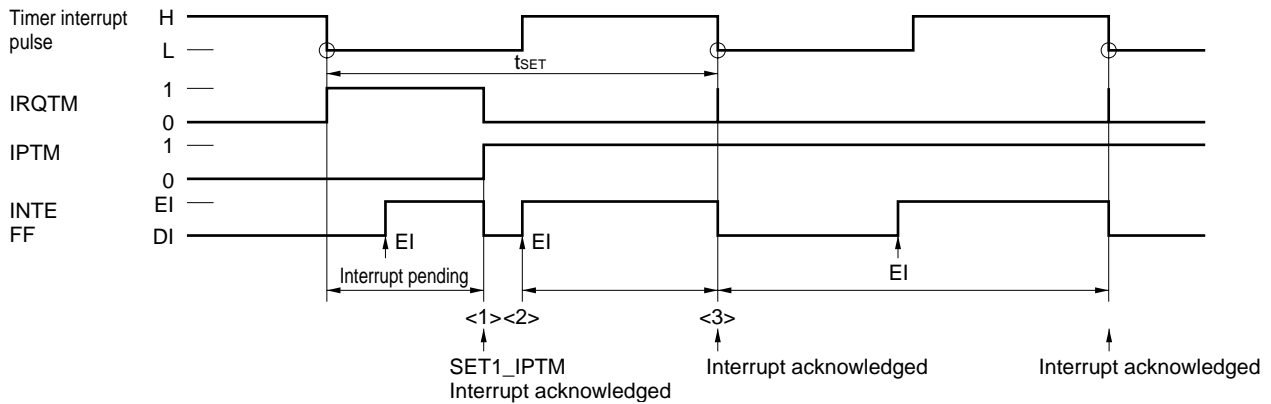 Timer interrupt
pulse
H
L
tSET
IRQTM
1
0
IPTM
1
0
INTE
FF
EI
DI
EI
EI
EI
Interrupt pending
<1><2>
<3>
SET1_IPTM
Interrupt acknowledged
Interrupt acknowledged
Interrupt acknowledged